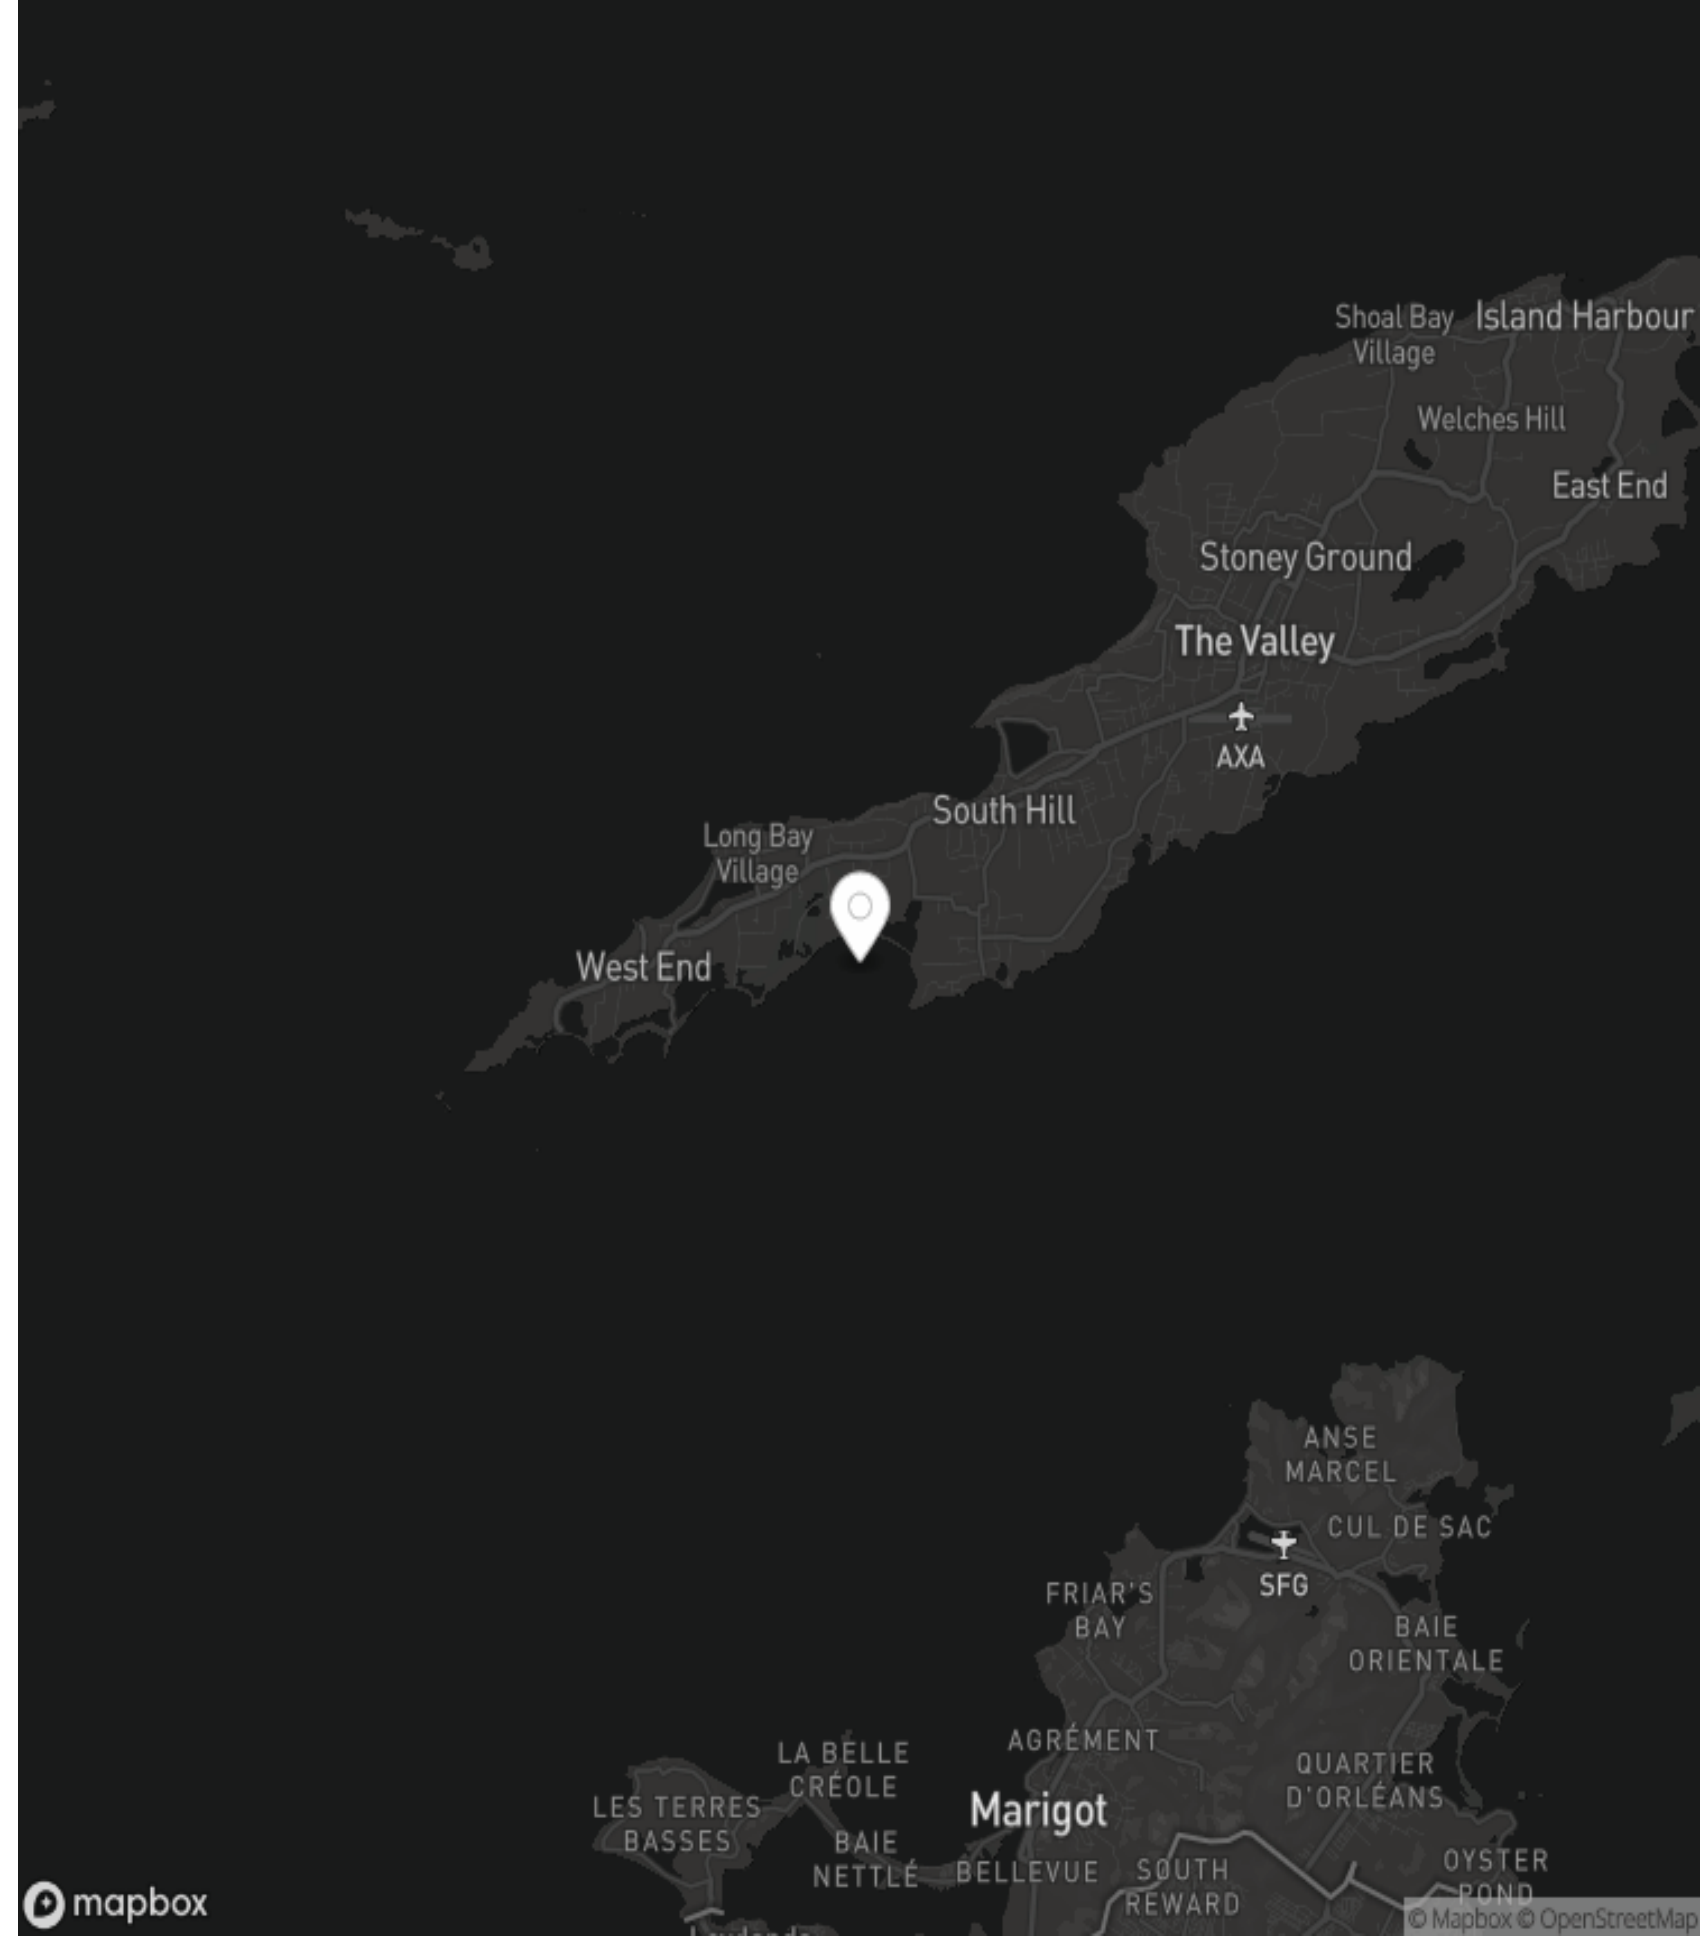 Shoal Bay
Village
Island Harbour
Welches Hill
East End
Stoney Ground
The Valley
AXA
South Hill
Long Bay
Village
West End
ANSE
MARCEL
CUL DE SAC
SFG
FRIAR'S
BAY
BAIE
ORIENTALE
AGRÉMENT
LA BELLE
CRÉOLE
QUARTIER
D'ORLÉANS
LES TERRES
BASSES
Marigot
BAIE
NETTLÉ
BELLEVUE
SOUTH
REWARD
OYSTER
POND
mapbox
© Mapbox © OpenStreetMap